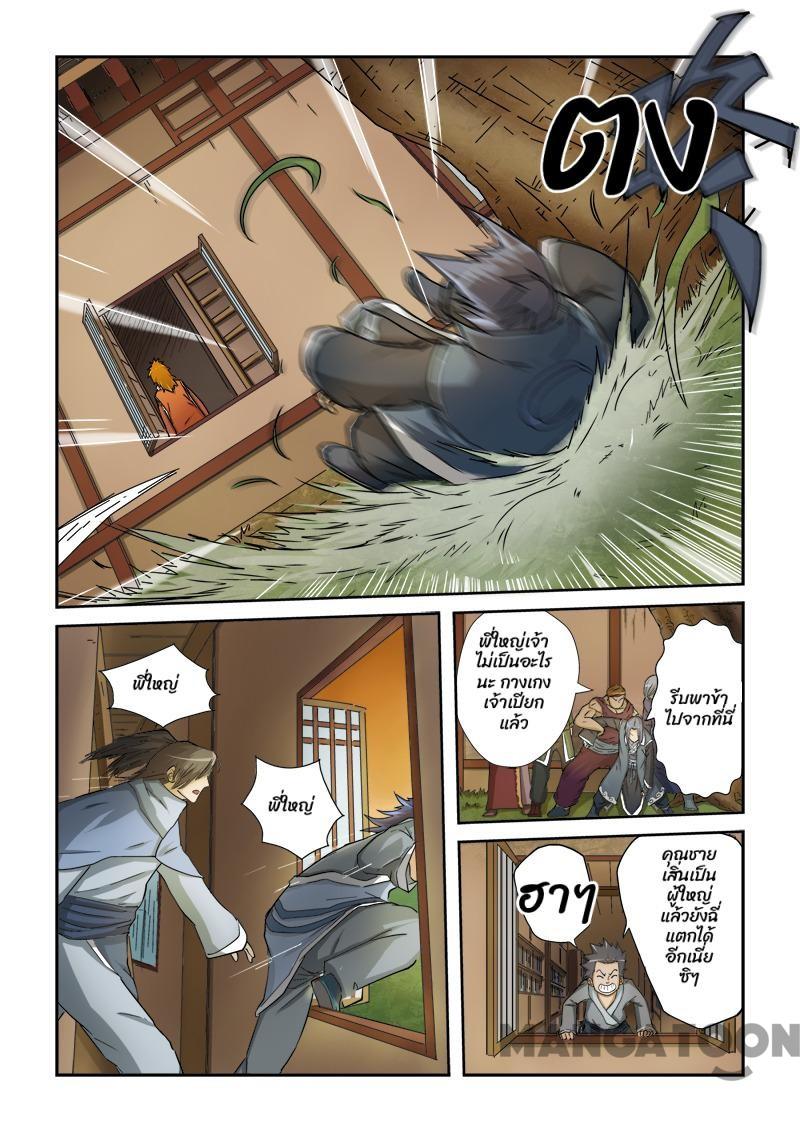 ตง
พี่ใหญ่
พี่ใหญ่
พี่ใหญ่เจ้า
ไม่เป็นอะไร
นะ กางเกง
เจ้าเปียก
แล้ว
รีบพาข้า
ไปจากที่นี่
ฮาๆ
คุณชาย
เสิ่นเป็น
ผู้ใหญ่
แล้วยังฉี่
แตกได้
อีกเนี่ย
ซิๆ
MANGATOON